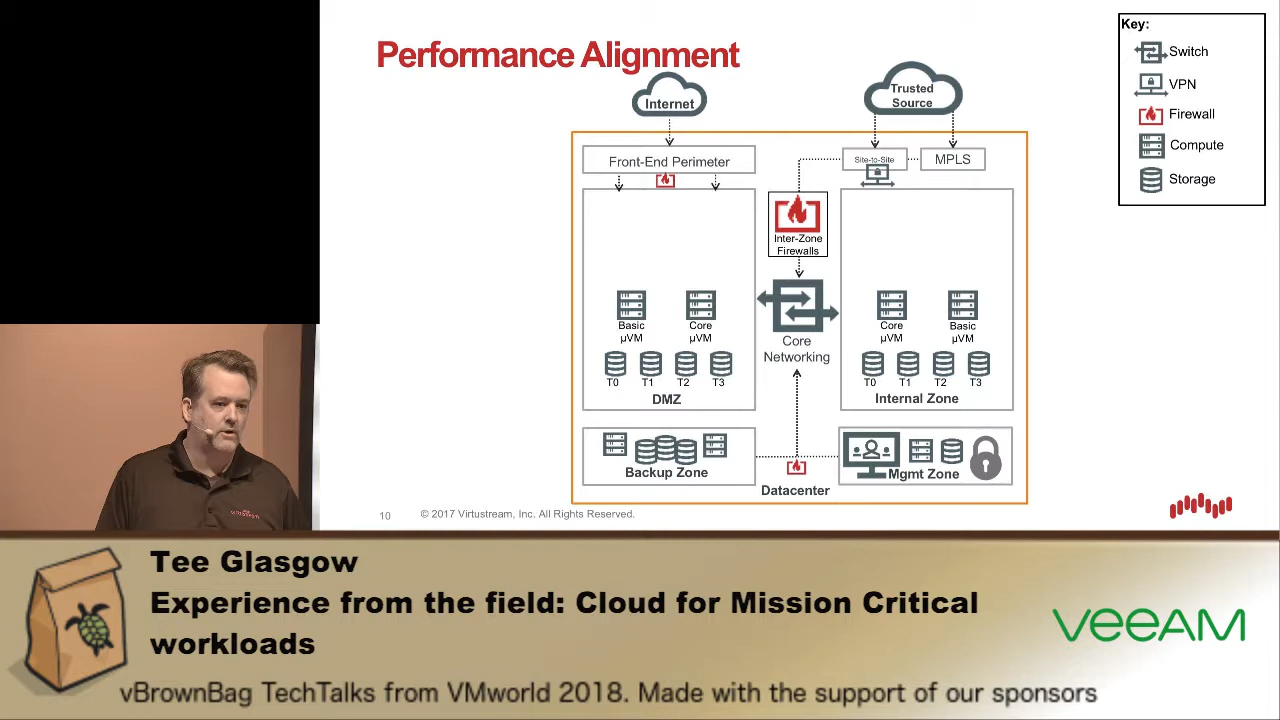 Performance Alignment
Key:
Switch
VPN
Firewall
Compute
Storage
Internet
Trusted
Source
Front-End Perimeter
Site-to-Site
MPLS
Inter-Zone
Firewalls
Basic
µVM
Core
µVM
T0 T1 T2 T3
DMZ
Core
Networking
Core
µVM
Basic
µVM
T0 T1 T2 T3
Internal Zone
Backup Zone
Mgmt Zone
Datacenter
10 © 2017 Virtustream, Inc. All Rights Reserved.
virtustream
Tee Glasgow
Experience from the field: Cloud for Mission Critical
workloads
veeAM
vBrownBag TechTalks from VMworld 2018. Made with the support of our sponsors